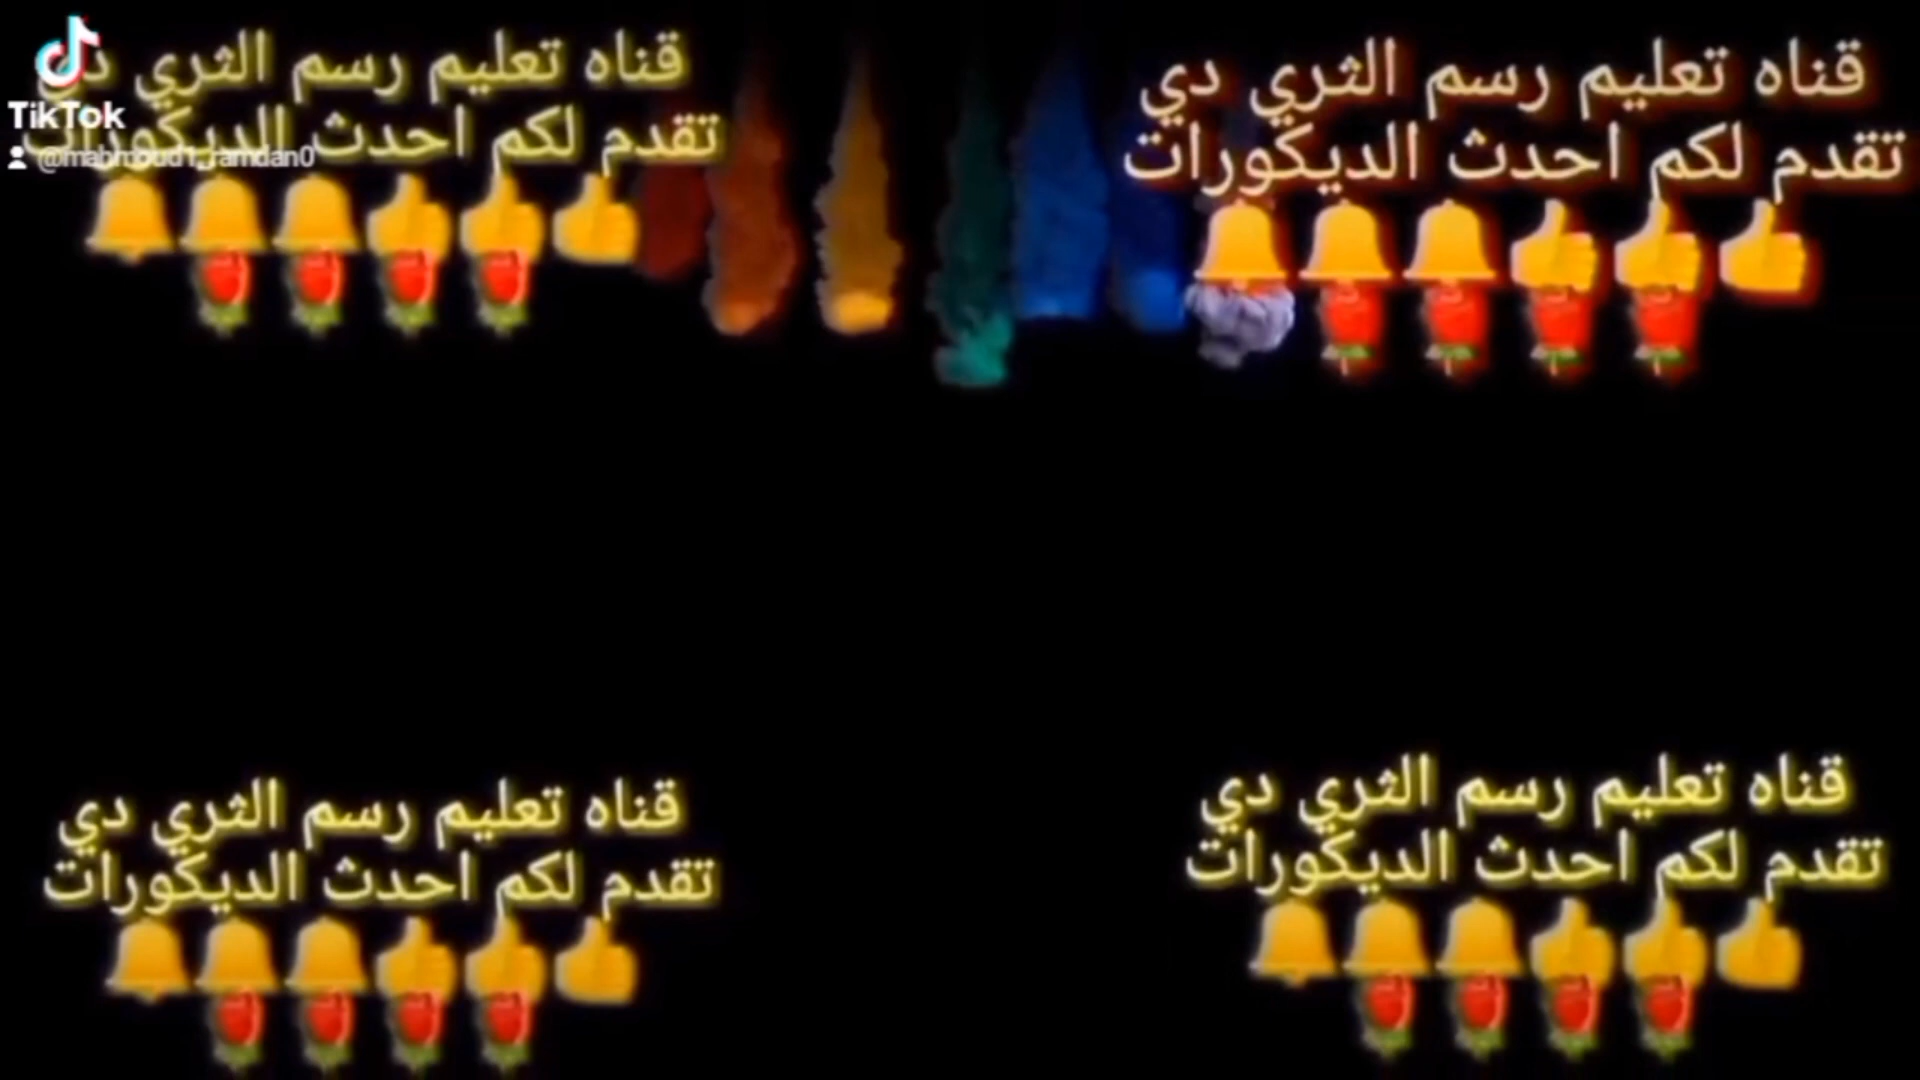 TikTok
@mahmoud1_ramdan0
قناه تعليم رسم الثري دي
تقدم لكم احدث الديكورات
قناه تعليم رسم الثري دي
تقدم لكم احدث الديكورات
قناه تعليم رسم الثري دي
تقدم لكم احدث الديكورات
قناه تعليم رسم الثري دي
تقدم لكم احدث الديكورات